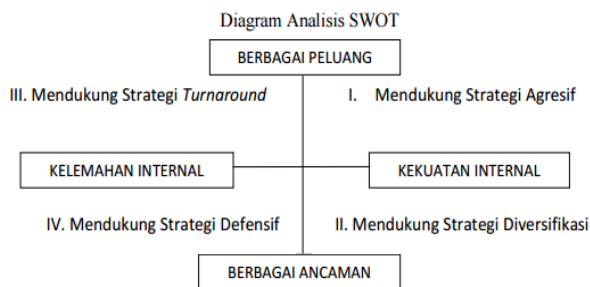 Diagram Analisis SWOT
BERBAGAI PELUANG
III. Mendukung Strategi Turnaround
I. Mendukung Strategi Agresif
KELEMAHAN INTERNAL
KEKUATAN INTERNAL
IV. Mendukung Strategi Defensif
II. Mendukung Strategi Diversifikasi
BERBAGAI ANCAMAN